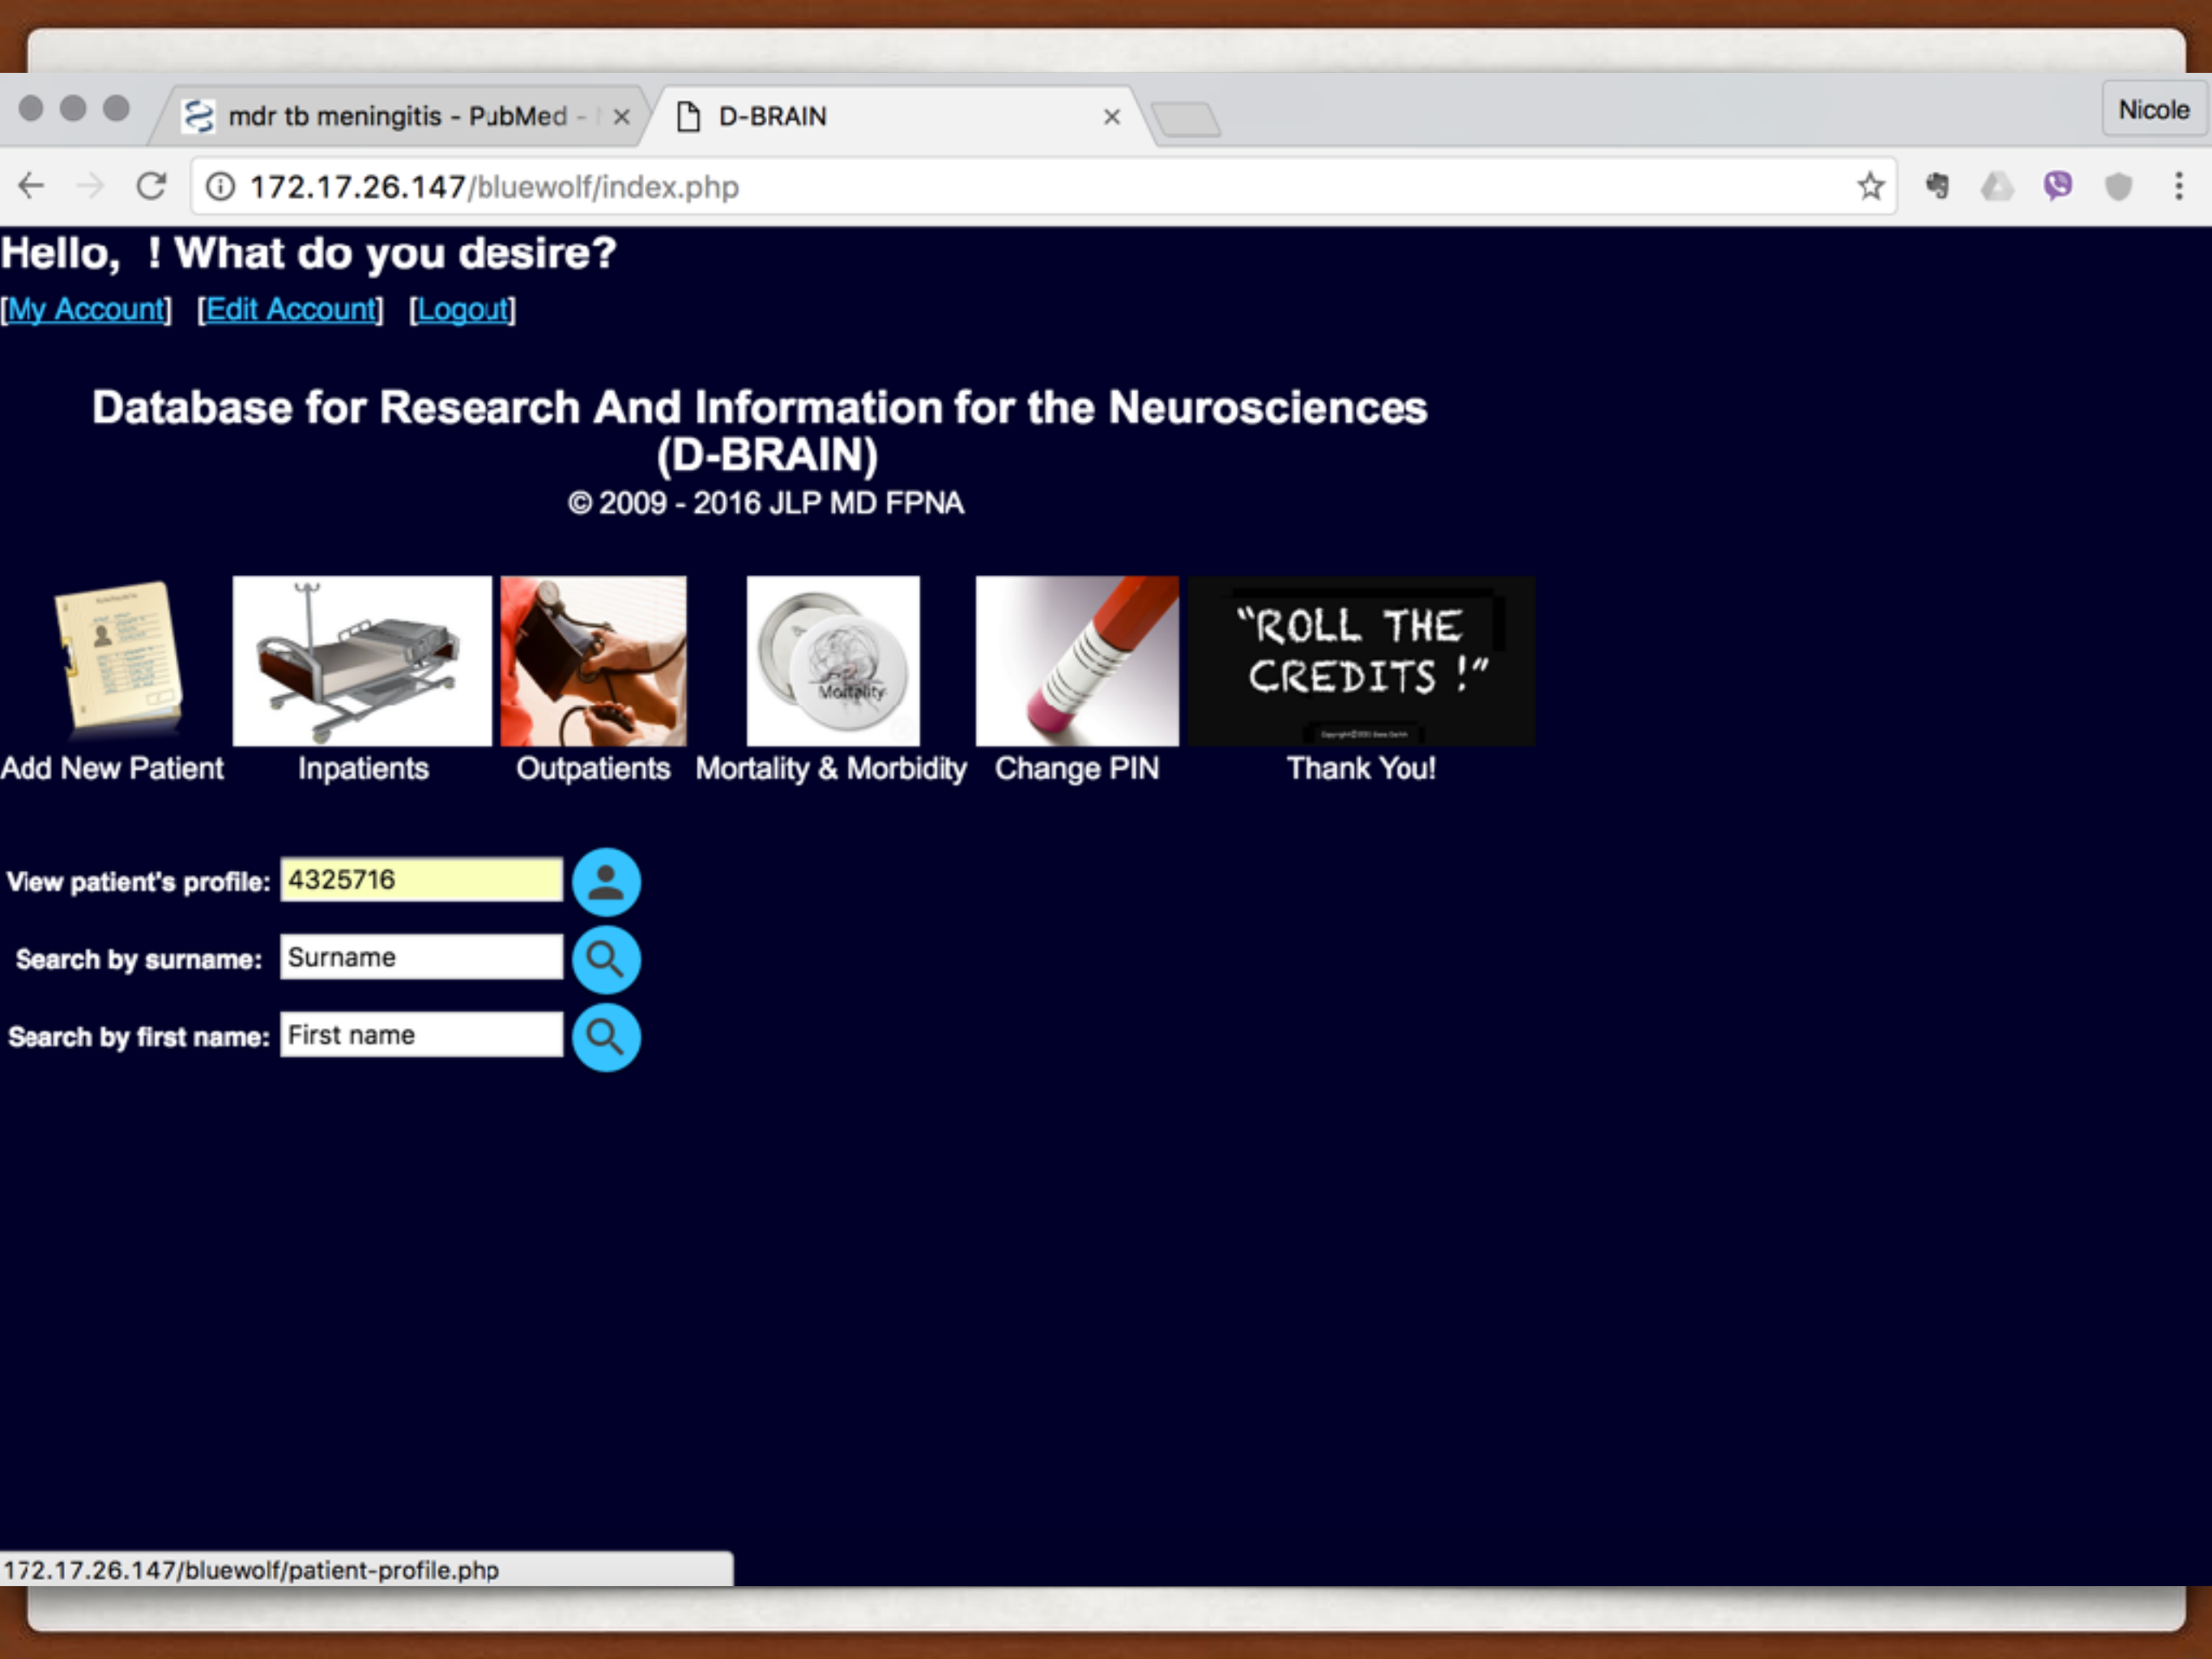 mdr tb meningitis - PubMed -
D-BRAIN
Nicole
172.17.26.147/bluewolf/index.php
Hello,  ! What do you desire?
[My Account] [Edit Account] [Logout]
Database for Research And Information for the Neurosciences
(D-BRAIN)
© 2009 - 2016 JLP MD FPNA
Mortality
"ROLL THE
CREDITS !"
Add New Patient Inpatients Outpatients Mortality & Morbidity Change PIN Thank You!
View patient's profile: 4325716
Search by surname: Surname
Search by first name: First name
172.17.26.147/bluewolf/patient-profile.php